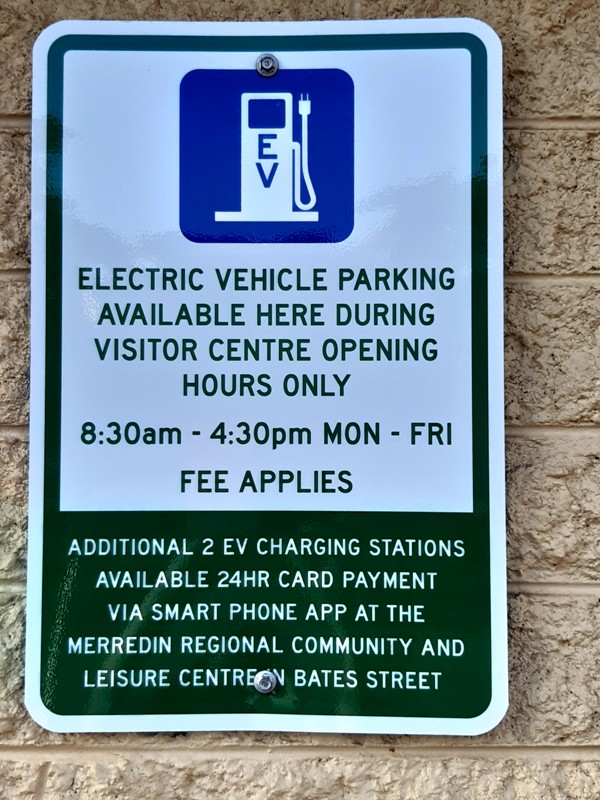 EV
ELECTRIC VEHICLE PARKING
AVAILABLE HERE DURING
VISITOR CENTRE OPENING
HOURS ONLY
8:30am - 4:30pm MON - FRI
FEE APPLIES
ADDITIONAL 2 EV CHARGING STATIONS
AVAILABLE 24HR CARD PAYMENT
VIA SMART PHONE APP AT THE
MERREDIN REGIONAL COMMUNITY AND
LEISURE CENTRE IN BATES STREET